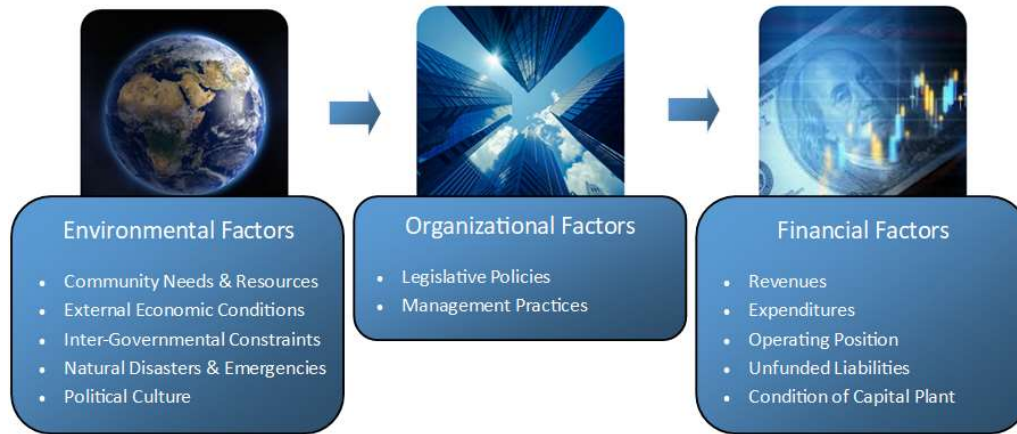 Environmental Factors
• Community Needs & Resources
• External Economic Conditions
• Inter-Governmental Constraints
• Natural Disasters & Emergencies
• Political Culture
Organizational Factors
• Legislative Policies
• Management Practices
Financial Factors
• Revenues
• Expenditures
• Operating Position
• Unfunded Liabilities
• Condition of Capital Plant